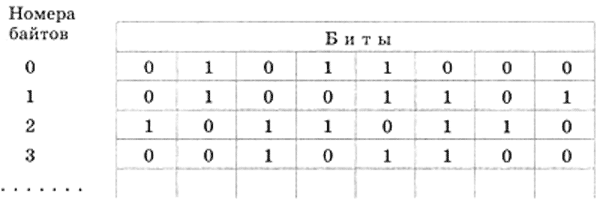 Номера
байтов
Биты
0 0 1 0 1 1 0 0 0
1 0 1 0 0 1 1 0 1
2 1 0 1 1 0 1 1 0
3 0 0 1 0 1 1 0 0
. . . . . . .